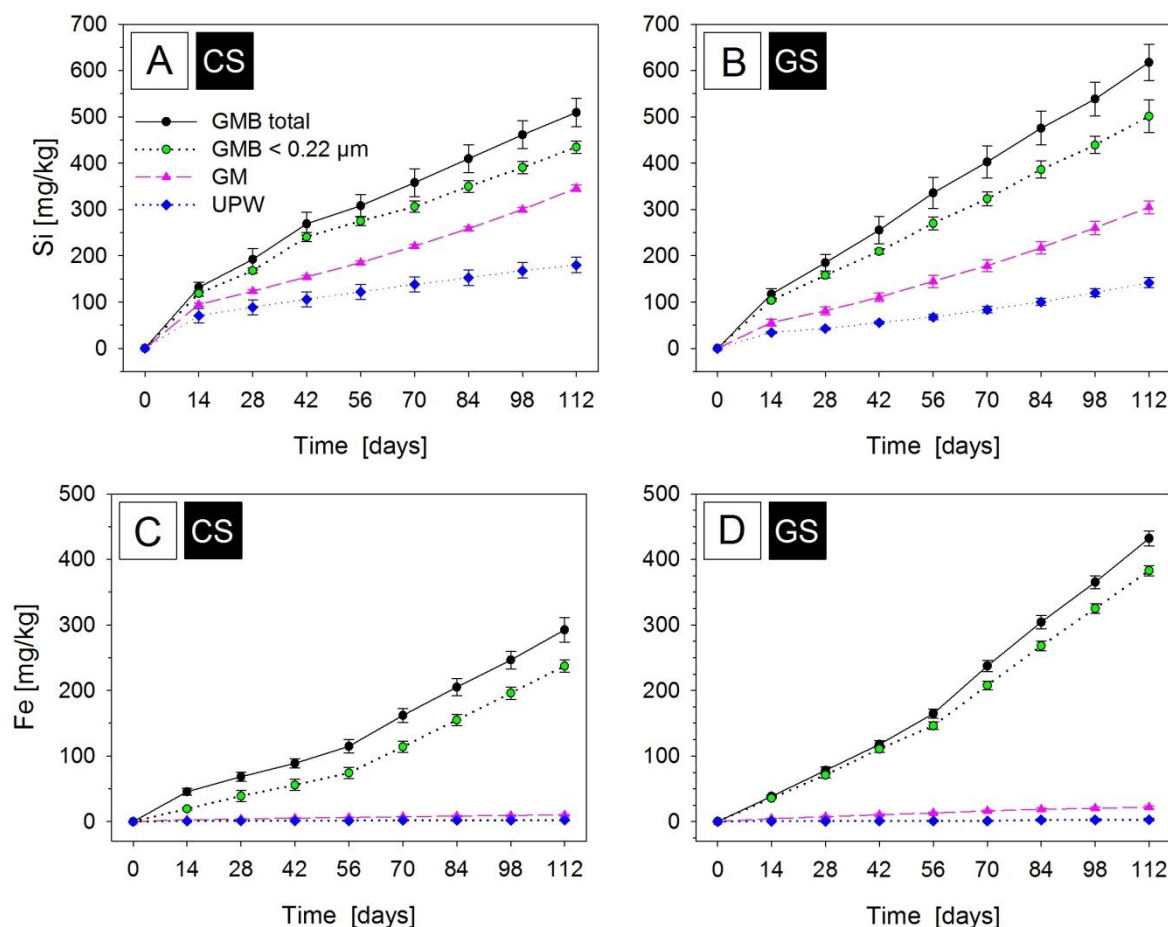 A CS
Si [mg/kg]
700
600
500
400
300
200
100
0
GMB total
GMB < 0.22 µm
GM
UPW
0 14 28 42 56 70 84 98 112
Time [days]
B GS
700
600
500
400
300
200
100
0
0 14 28 42 56 70 84 98 112
Time [days]
C CS
Fe [mg/kg]
500
400
300
200
100
0
0 14 28 42 56 70 84 98 112
Time [days]
D GS
500
400
300
200
100
0
0 14 28 42 56 70 84 98 112
Time [days]